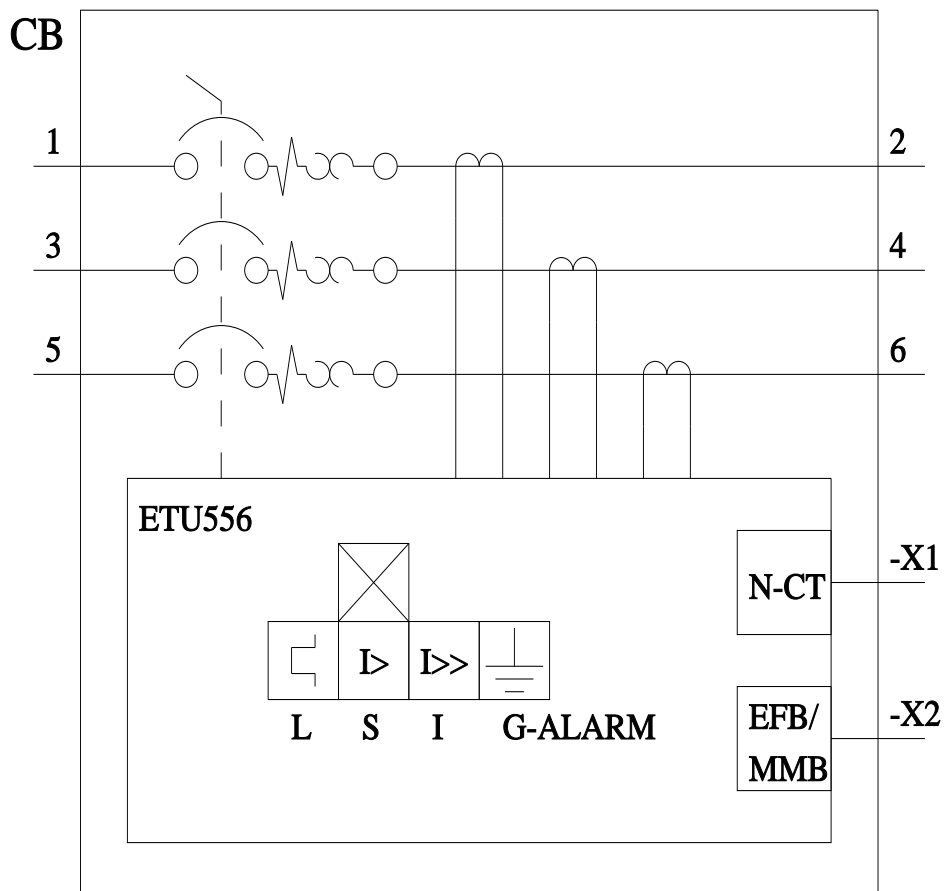 CB
1
2
3
4
5
6
ETU556
N-CT
-X1
I>
I>>
L
S
I
G-ALARM
EFB/
MMB
-X2